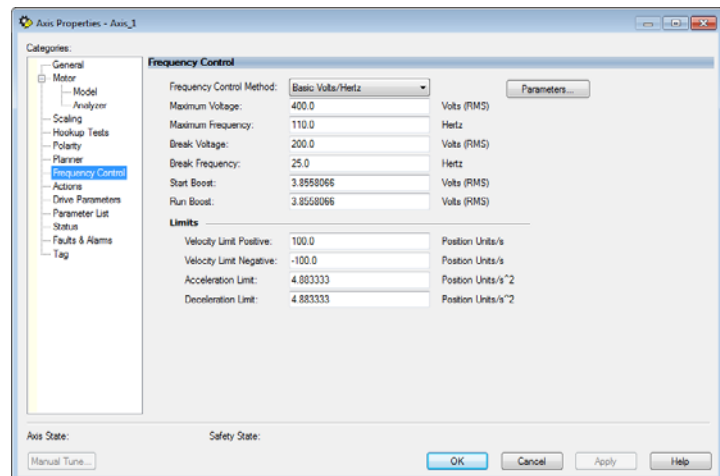 Axis Properties - Axis_1
Categories:
General
Motor
Model
Analyzer
Scaling
Hookup Tests
Polarity
Planner
Frequency Control
Actions
Drive Parameters
Parameter List
Status
Faults & Alarms
Tag
Frequency Control
Frequency Control Method: Basic Volts/Hertz Parameters...
Maximum Voltage: 400.0 Volts (RMS)
Maximum Frequency: 110.0 Hertz
Break Voltage: 200.0 Volts (RMS)
Break Frequency: 25.0 Hertz
Start Boost: 3.8558066 Volts (RMS)
Run Boost: 3.8558066 Volts (RMS)
Limits
Velocity Limit Positive: 100.0 Position Units/s
Velocity Limit Negative: -100.0 Position Units/s
Acceleration Limit: 4.883333 Position Units/s^2
Deceleration Limit: 4.883333 Position Units/s^2
Axis State: Safety State:
Manual Tune... OK Cancel Apply Help